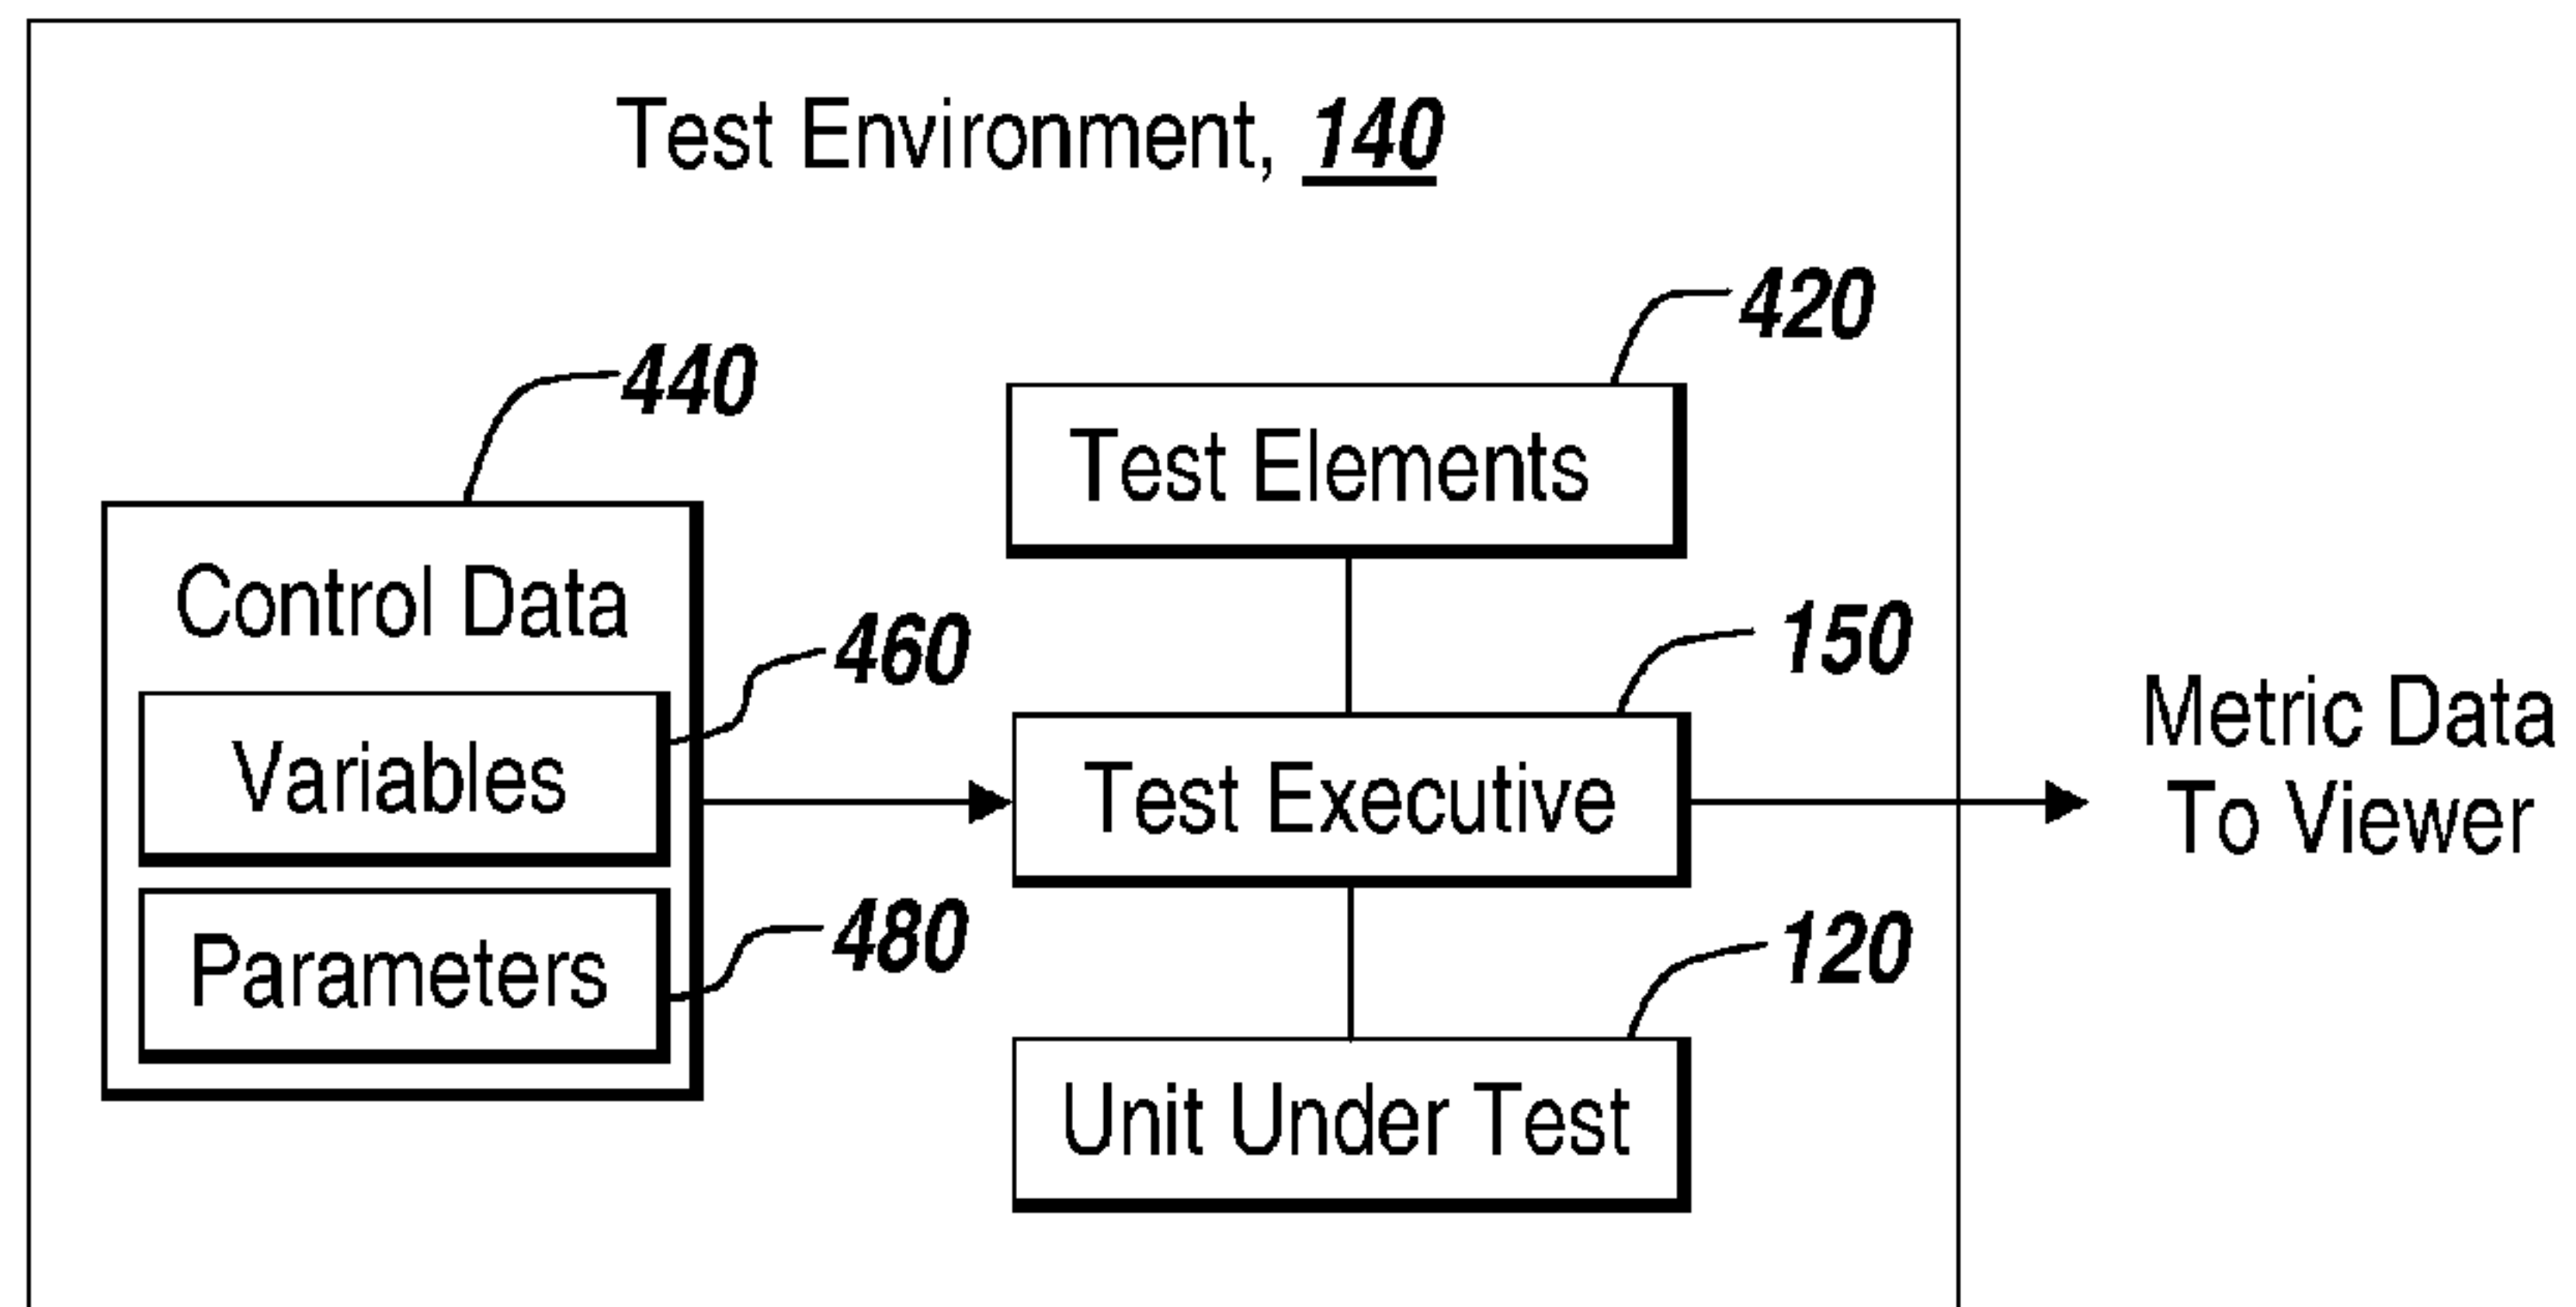 Test Environment, 140
420
440
Test Elements
Control Data
460
150
Variables
Test Executive
Metric Data
To Viewer
480
Parameters
120
Unit Under Test